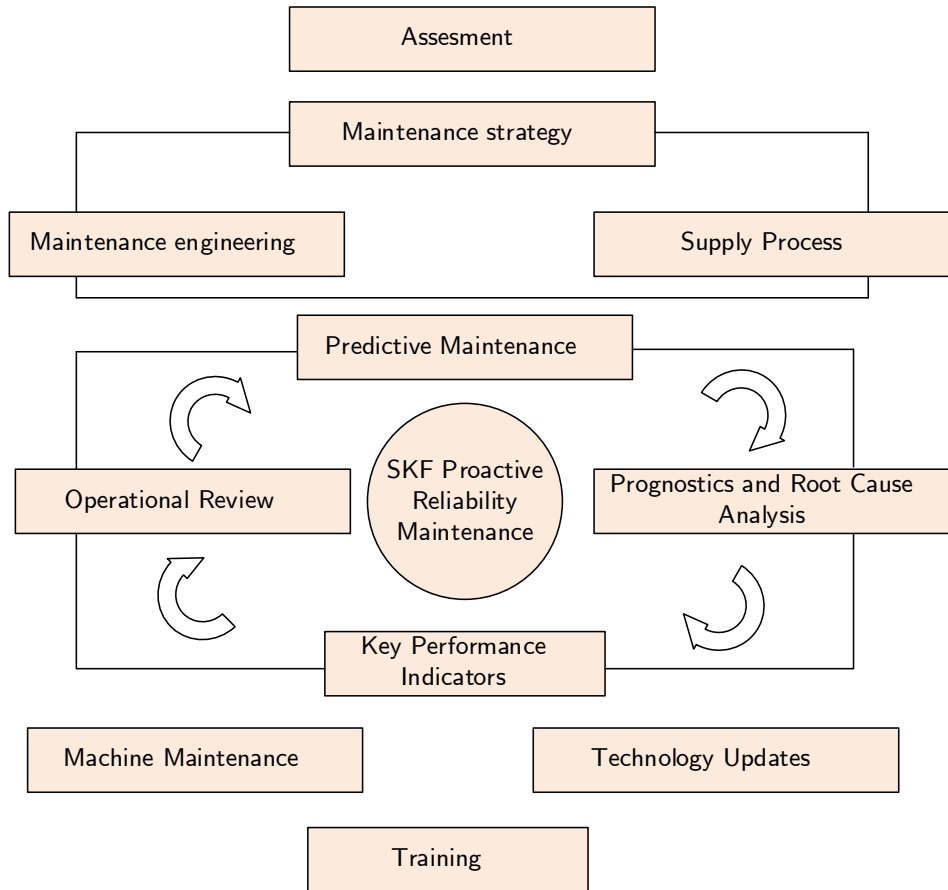 Assesment
Maintenance strategy
Maintenance engineering
Supply Process
Predictive Maintenance
Operational Review
SKF Proactive
Reliability
Maintenance
Prognostics and Root Cause
Analysis
Key Performance
Indicators
Machine Maintenance
Technology Updates
Training